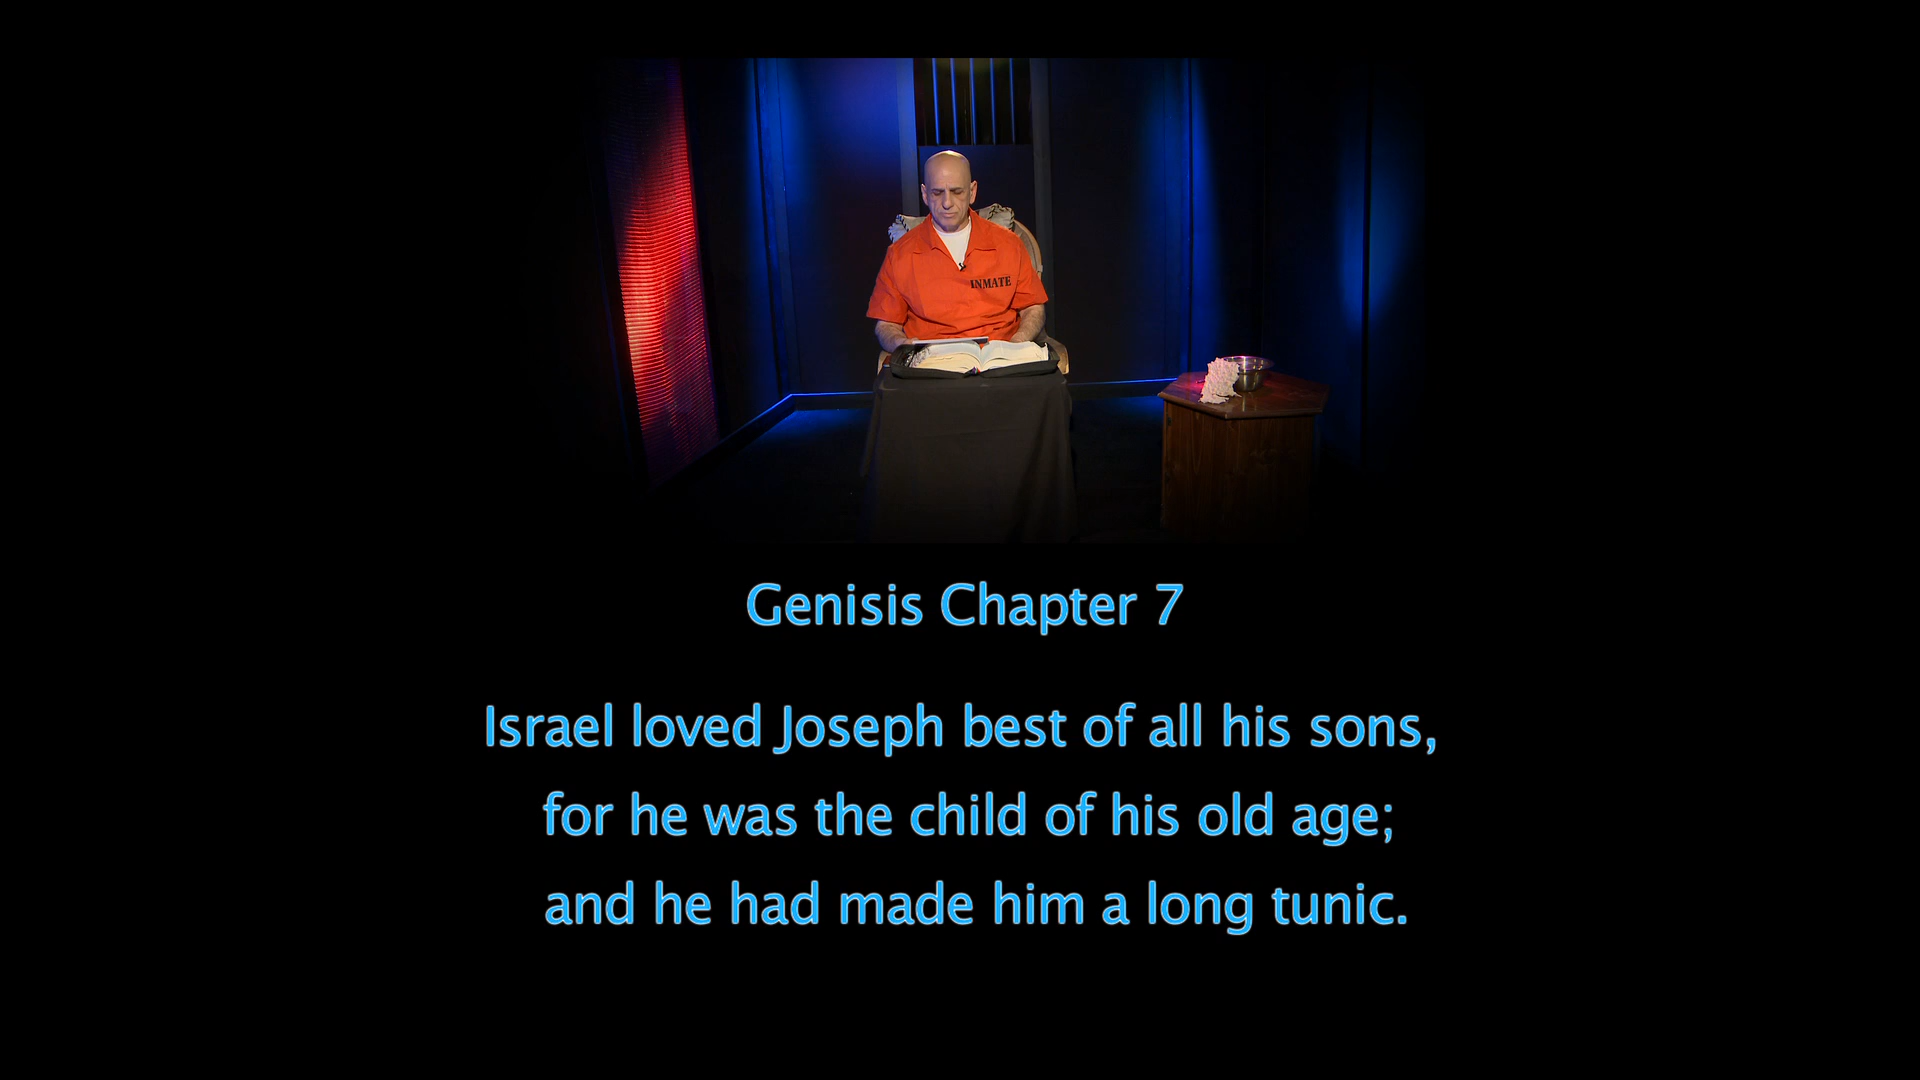 INMATE
Genisis Chapter 7
Israel loved Joseph best of all his sons,
for he was the child of his old age;
and he had made him a long tunic.